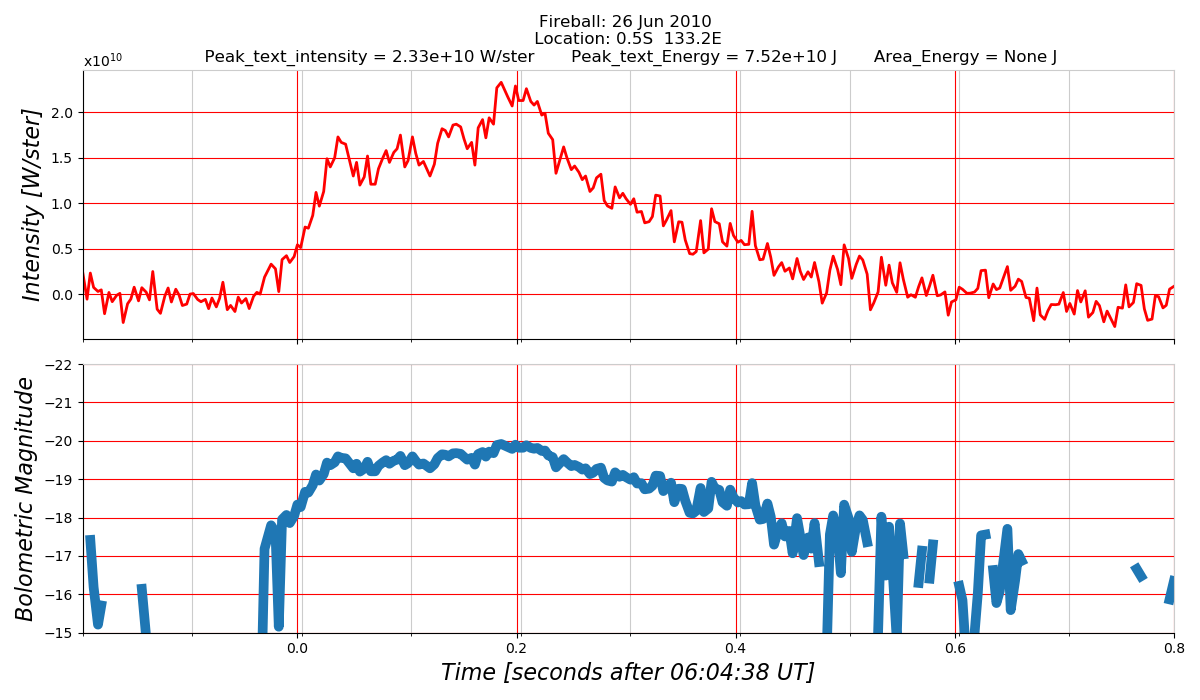 Fireball: 26 Jun 2010
Location: 0.5S 133.2E
Peak_text_intensity = 2.33e+10 W/ster Peak_text_Energy = 7.52e+10 J Area_Energy = None J
x10¹⁰
Intensity [W/ster]
2.0
1.5
1.0
0.5
0.0
Bolometric Magnitude
−22
−21
−20
−19
−18
−17
−16
−15
0.0 0.2 0.4 0.6 0.8
Time [seconds after 06:04:38 UT]